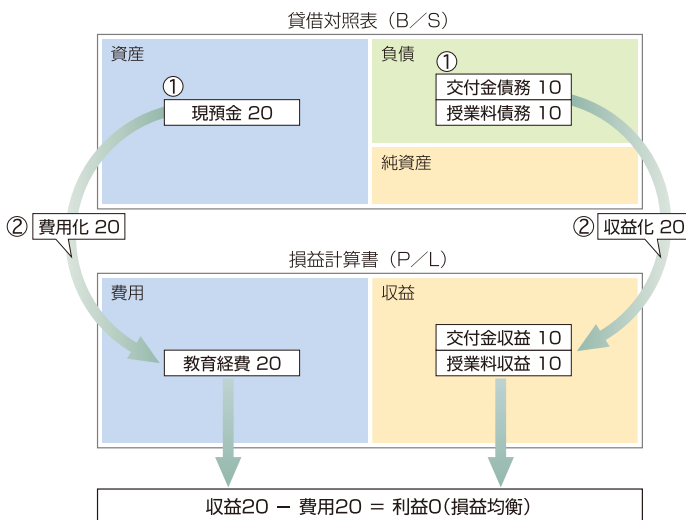 貸借対照表（B／S）
資産
負債
①
①
現預金 20
交付金債務 10
授業料債務 10
純資産
② 費用化 20
② 収益化 20
損益計算書（P／L）
費用
収益
教育経費 20
交付金収益 10
授業料収益 10
収益20 − 費用20 ＝ 利益0(損益均衡)